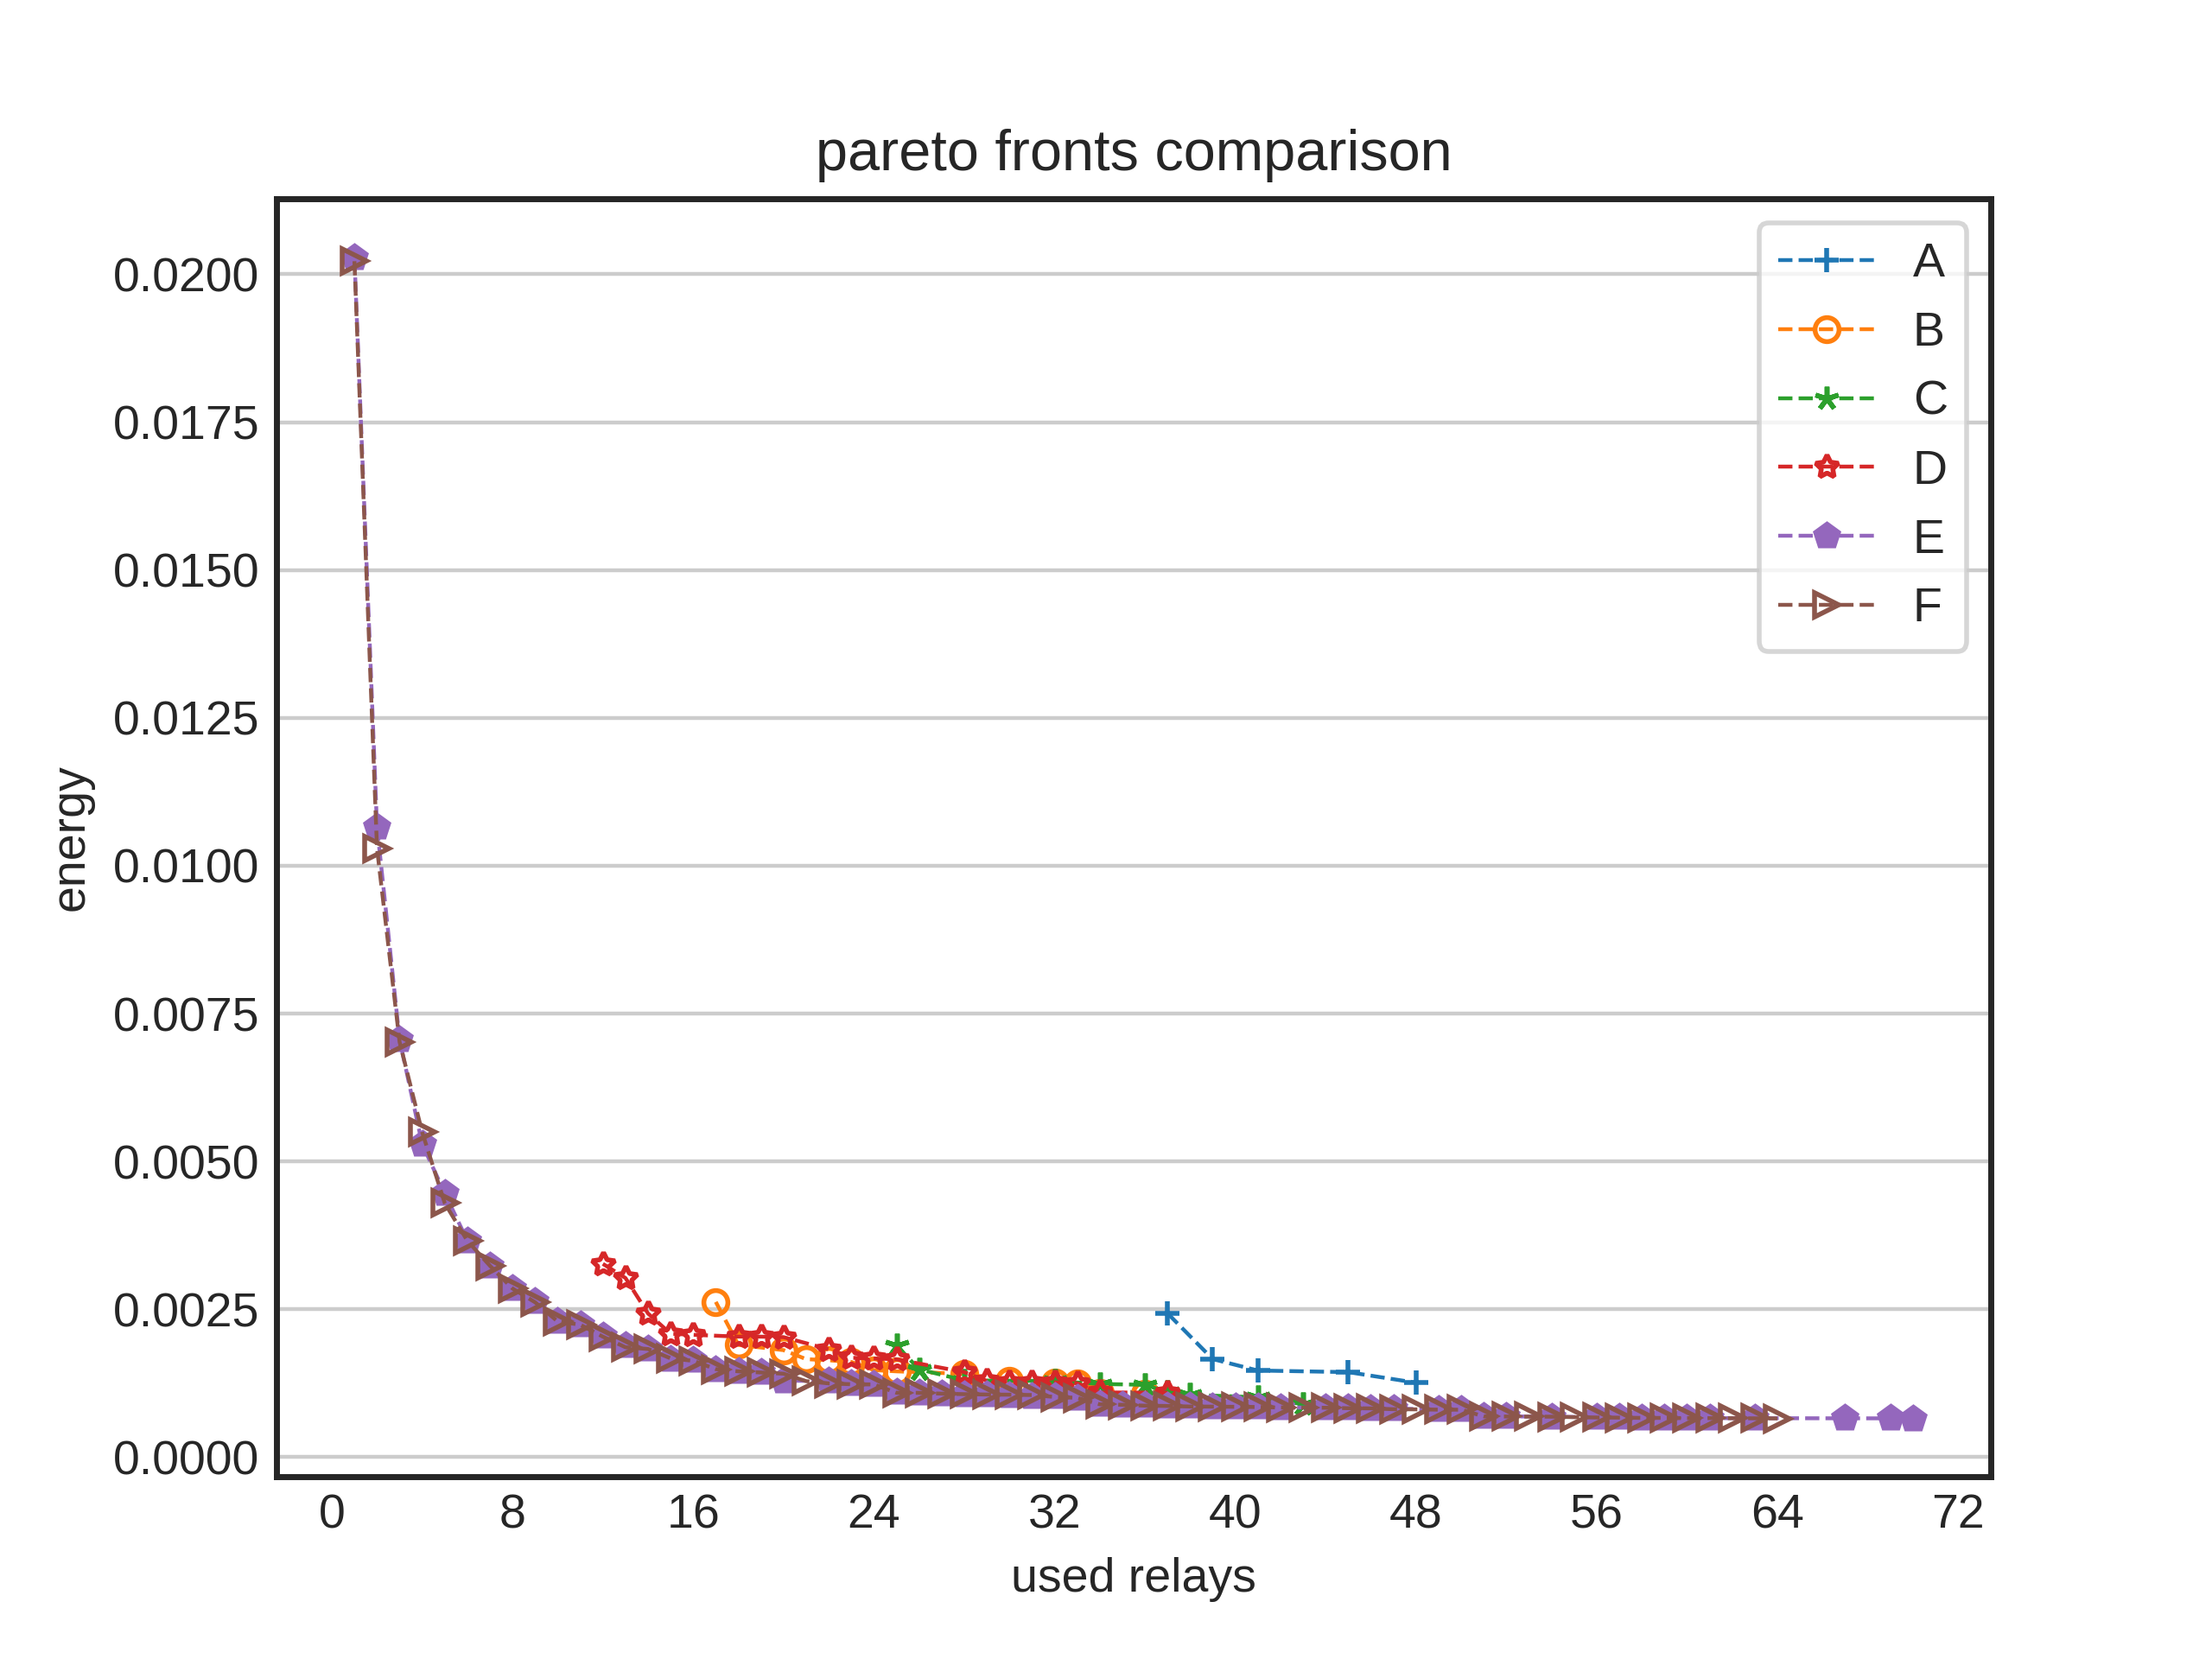 pareto fronts comparison
0.0200
0.0175
0.0150
0.0125
0.0100
0.0075
0.0050
0.0025
0.0000
energy
A
B
C
D
E
F
0 8 16 24 32 40 48 56 64 72
used relays